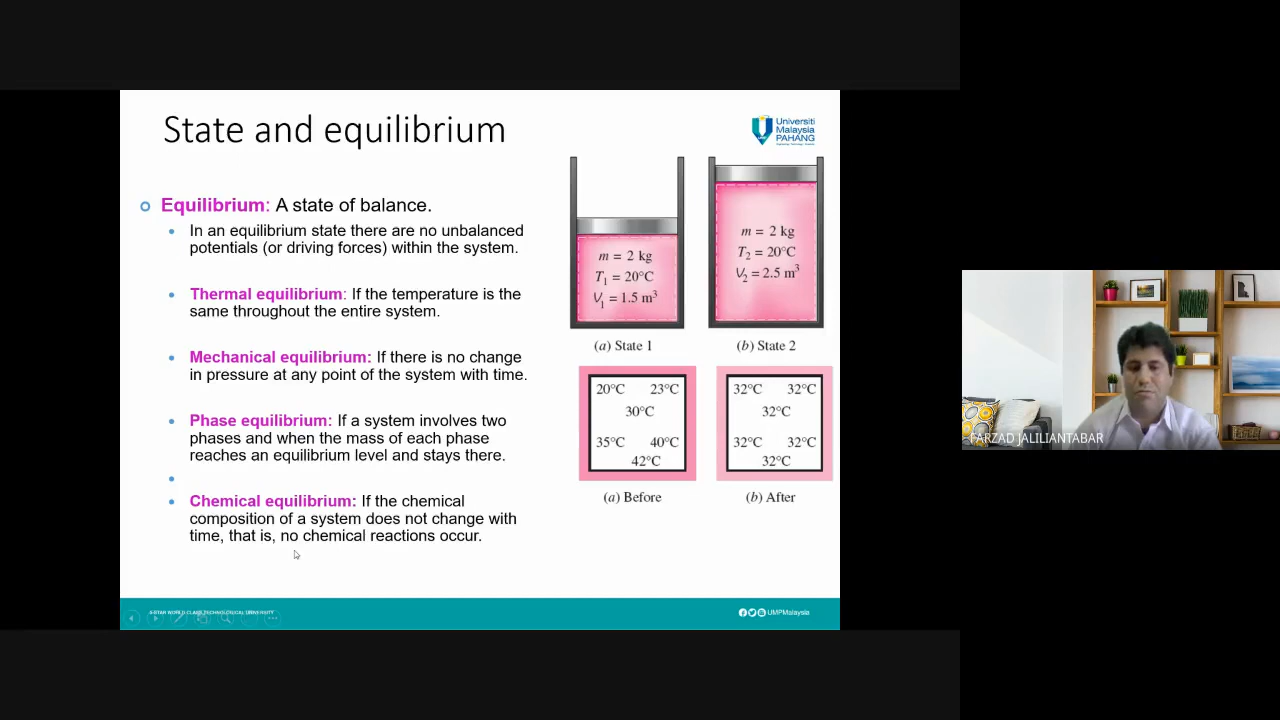 State and equilibrium
Universiti
Malaysia
PAHANG
Equilibrium: A state of balance.
In an equilibrium state there are no unbalanced
potentials (or driving forces) within the system.
Thermal equilibrium: If the temperature is the
same throughout the entire system.
Mechanical equilibrium: If there is no change
in pressure at any point of the system with time.
Phase equilibrium: If a system involves two
phases and when the mass of each phase
reaches an equilibrium level and stays there.
Chemical equilibrium: If the chemical
composition of a system does not change with
time, that is, no chemical reactions occur.
m = 2 kg
T1 = 20°C
V1 = 1.5 m³
(a) State 1
m = 2 kg
T2 = 20°C
V2 = 2.5 m³
(b) State 2
20°C 23°C
30°C
35°C 40°C
42°C
(a) Before
32°C 32°C
32°C
32°C 32°C
32°C
(b) After
5-STAR WORLD CLASS TECHNOLOGICAL UNIVERSITY
UMPMalaysia
FARZAD JALILIANTABAR